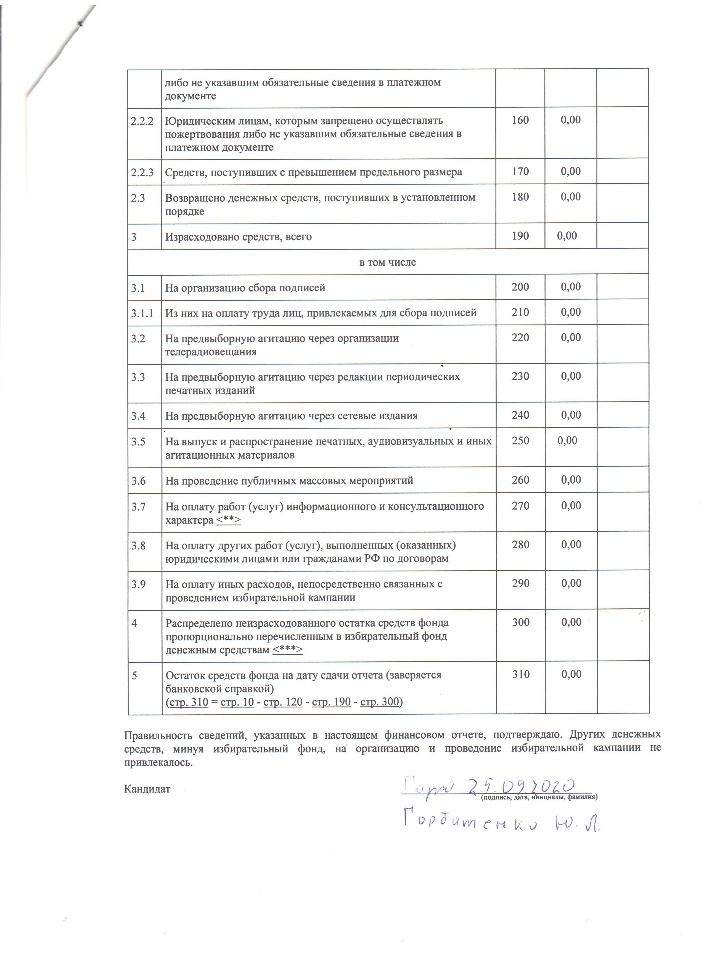 либо не указавшим обязательные сведения в платежном
документе
2.2.2 Юридическим лицам, которым запрещено осуществлять 160 0,00
пожертвования либо не указавшим обязательные сведения в
платежном документе
2.2.3 Средств, поступивших с превышением предельного размера 170 0,00
2.3 Возвращено денежных средств, поступивших в установленном 180 0,00
порядке
3 Израсходовано средств, всего 190 0,00
в том числе
3.1 На организацию сбора подписей 200 0,00
3.1.1 Из них на оплату труда лиц, привлекаемых для сбора подписей 210 0,00
3.2 На предвыборную агитацию через организации 220 0,00
телерадиовещания
3.3 На предвыборную агитацию через редакции периодических 230 0,00
печатных изданий
3.4 На предвыборную агитацию через сетевые издания 240 0,00
3.5 На выпуск и распространение печатных, аудиовизуальных и иных 250 0,00
агитационных материалов
3.6 На проведение публичных массовых мероприятий 260 0,00
3.7 На оплату работ (услуг) информационного и консультационного 270 0,00
характера <**>
3.8 На оплату других работ (услуг), выполненных (оказанных) 280 0,00
юридическими лицами или гражданами РФ по договорам
3.9 На оплату иных расходов, непосредственно связанных с 290 0,00
проведением избирательной кампании
4 Распределено неизрасходованного остатка средств фонда 300 0,00
пропорционально перечисленным в избирательный фонд
денежным средствам <***>
5 Остаток средств фонда на дату сдачи отчета (заверяется 310 0,00
банковской справкой)
(стр. 310 = стр. 10 - стр. 120 - стр. 190 - стр. 300)
Правильность сведений, указанных в настоящем финансовом отчете, подтверждаю. Других денежных
средств, минуя избирательный фонд, на организацию и проведение избирательной кампании не
привлекалось.
Кандидат 25.092020
(подпись, дата, инициалы, фамилия)
Горбатенко Ю.Л.